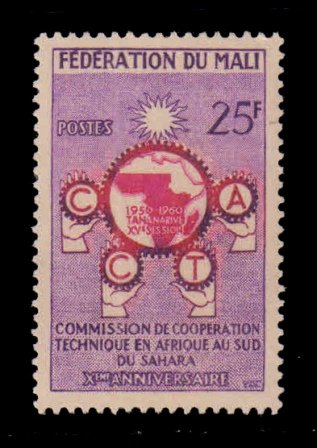 FÉDÉRATION DU MALI
POSTES
25F
C
C
T
A
1950-1960
TANANARIVE
XVe SESSION
COMMISSION DE COOPÉRATION
TECHNIQUE EN AFRIQUE AU SUD
DU SAHARA
XÈME ANNIVERSAIRE